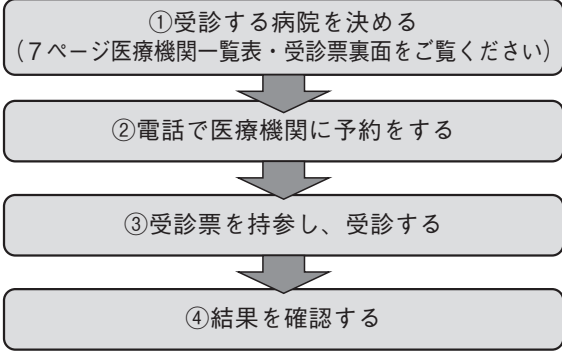 ①受診する病院を決める
(7ページ医療機関一覧表・受診票裏面をご覧ください)
②電話で医療機関に予約をする
③受診票を持参し、受診する
④結果を確認する